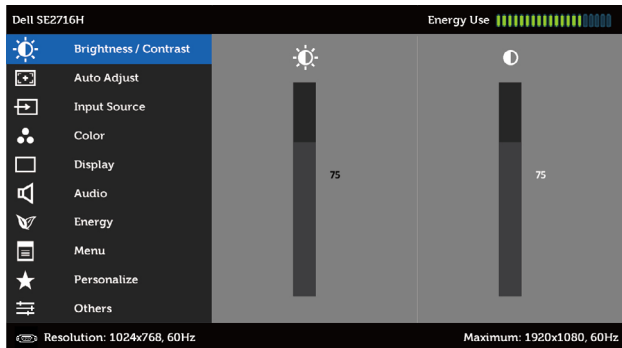 Dell SE2716H
Energy Use
Brightness / Contrast
Auto Adjust
Input Source
Color
Display
Audio
Energy
Menu
Personalize
Others
75
75
Resolution: 1024x768, 60Hz
Maximum: 1920x1080, 60Hz